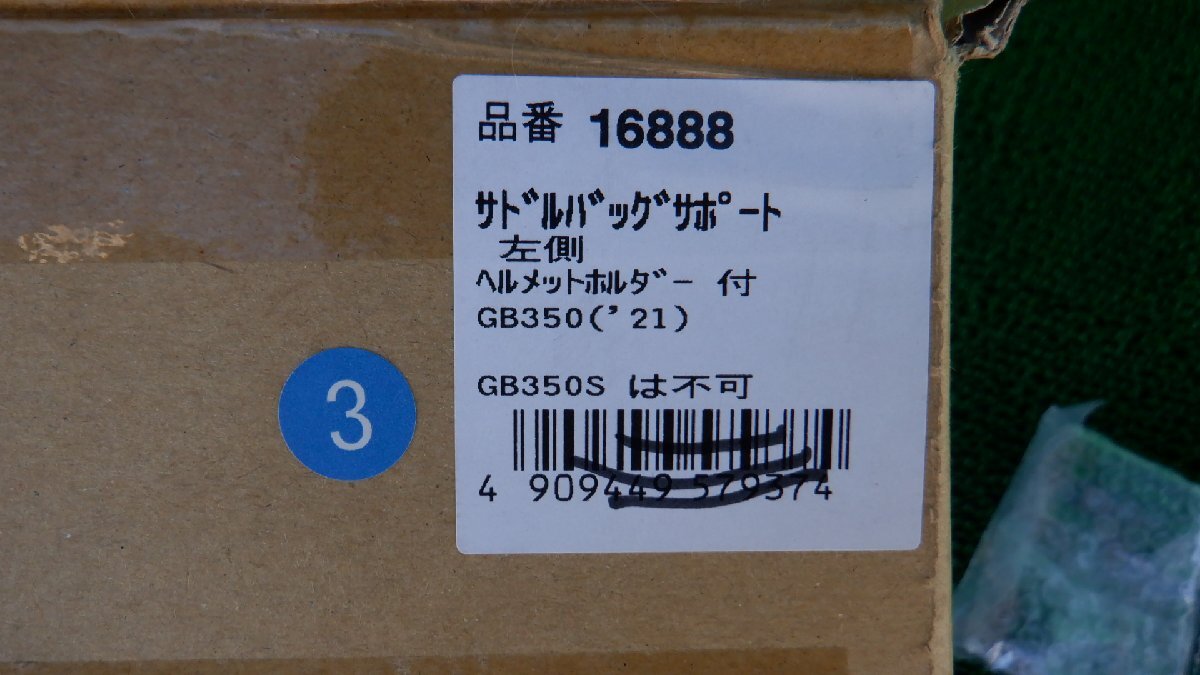 品番 16888
ｻﾄﾞﾙﾊﾞｯｸﾞｻﾎﾟｰﾄ
左側
ﾍﾙﾒｯﾄﾎﾙﾀﾞｰ 付
GB350(’21)
GB350S は不可
4 909449 579374
3